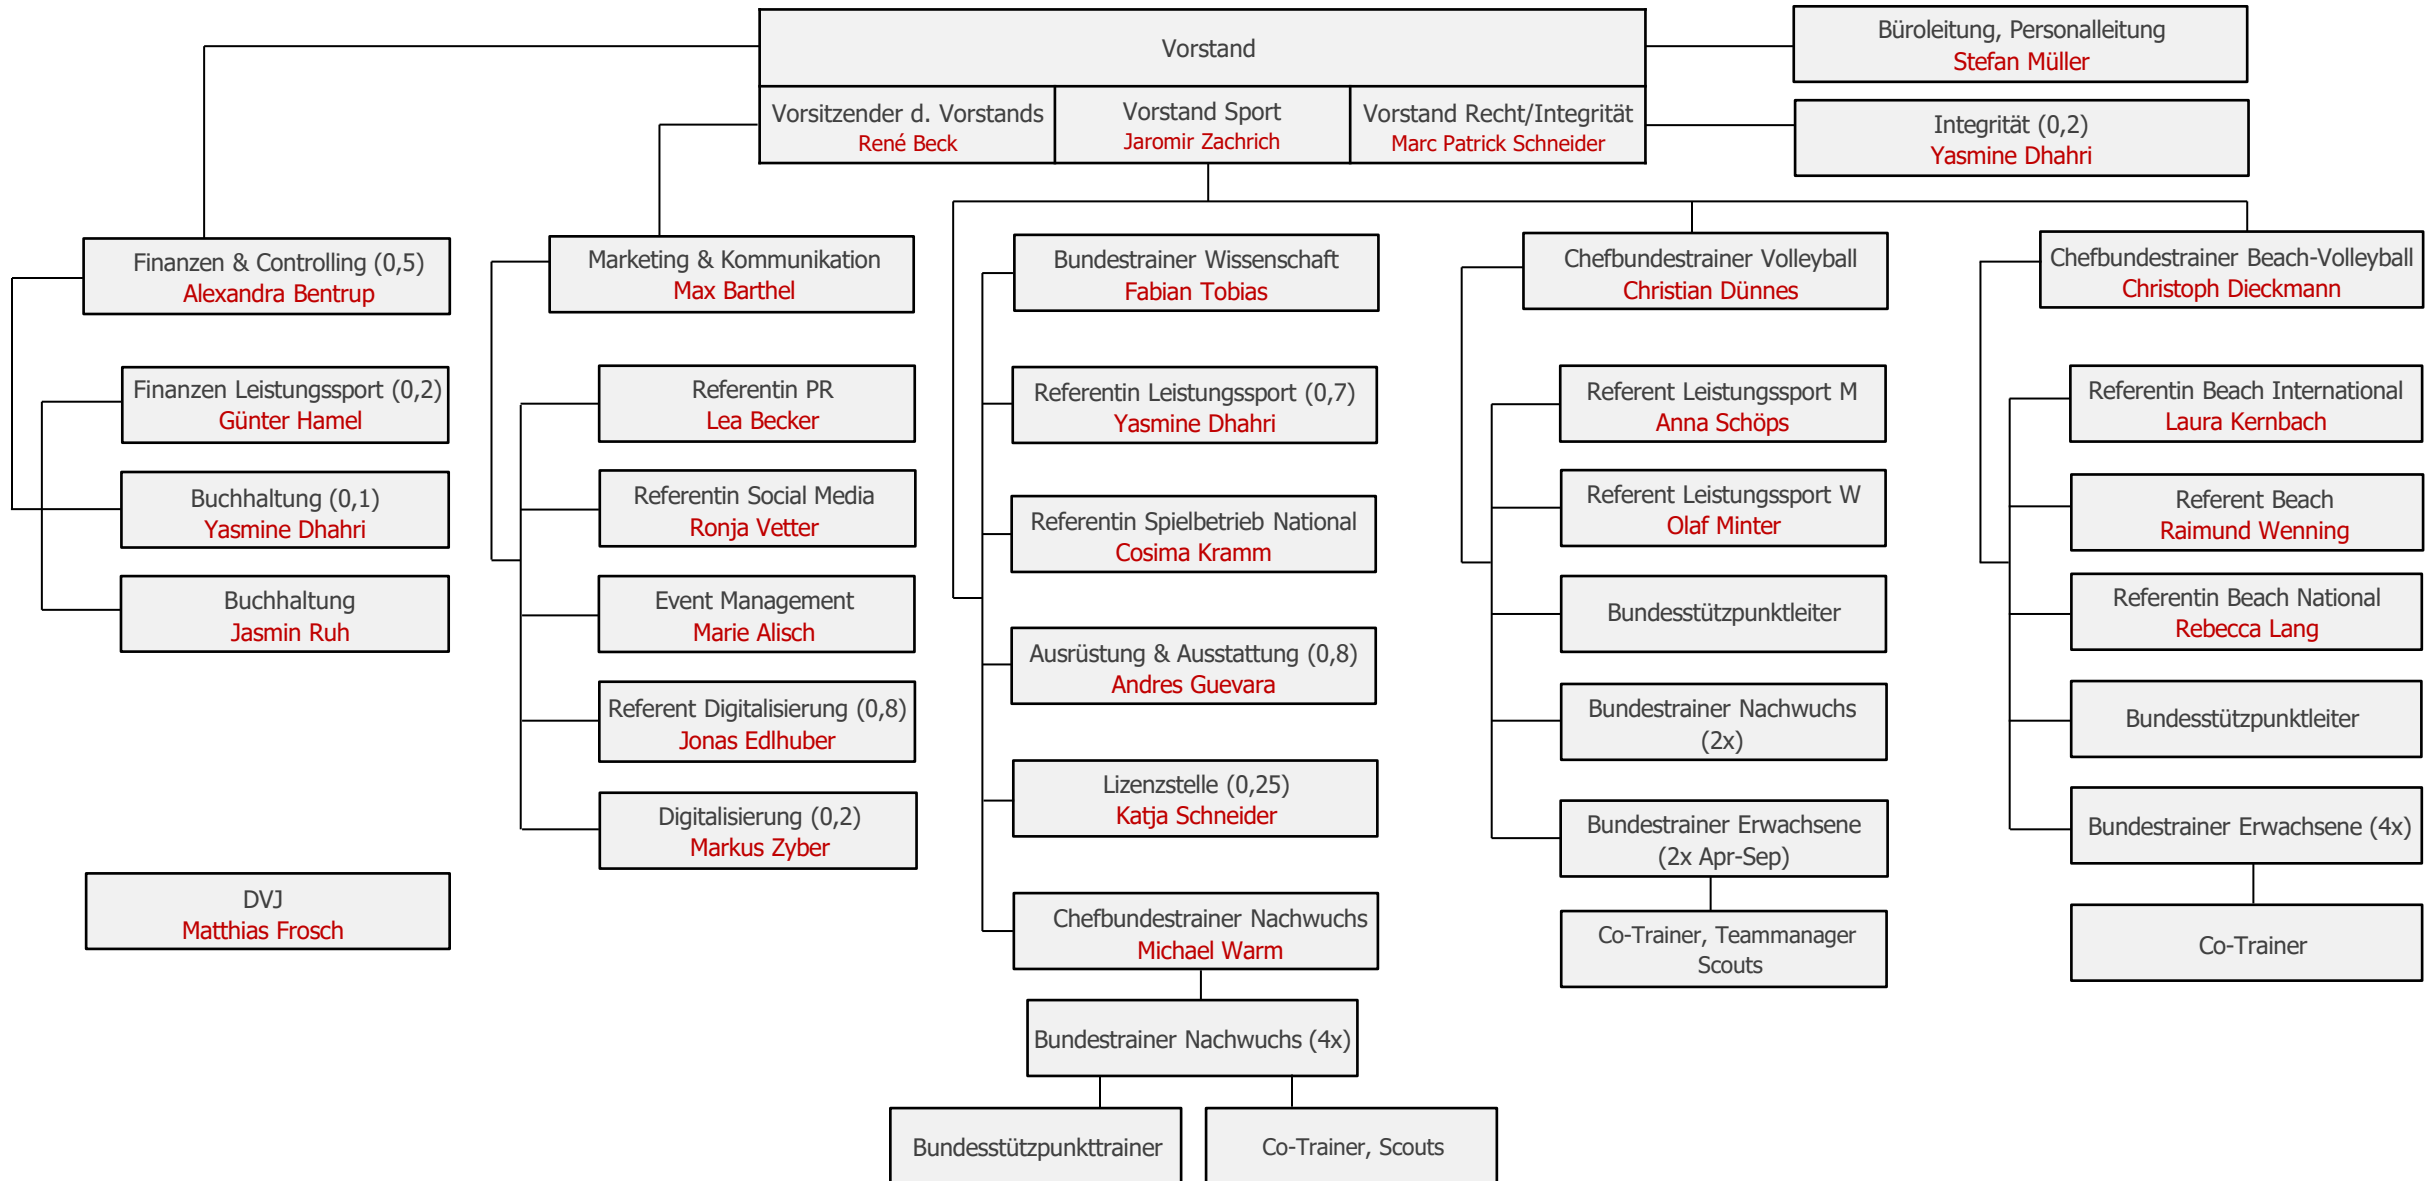 Vorstand
Büroleitung, Personalleitung
Stefan Müller
Vorsitzender d. Vorstands
René Beck
Vorstand Sport
Jaromir Zachrich
Vorstand Recht/Integrität
Marc Patrick Schneider
Integrität (0,2)
Yasmine Dhahri
Finanzen & Controlling (0,5)
Alexandra Bentrup
Finanzen Leistungssport (0,2)
Günter Hamel
Buchhaltung (0,1)
Yasmine Dhahri
Buchhaltung
Jasmin Ruh
DVJ
Matthias Frosch
Marketing & Kommunikation
Max Barthel
Referentin PR
Lea Becker
Referentin Social Media
Ronja Vetter
Event Management
Marie Alisch
Referent Digitalisierung (0,8)
Jonas Edlhuber
Digitalisierung (0,2)
Markus Zyber
Bundestrainer Wissenschaft
Fabian Tobias
Referentin Leistungssport (0,7)
Yasmine Dhahri
Referentin Spielbetrieb National
Cosima Kramm
Ausrüstung & Ausstattung (0,8)
Andres Guevara
Lizenzstelle (0,25)
Katja Schneider
Chefbundestrainer Nachwuchs
Michael Warm
Bundestrainer Nachwuchs (4x)
Bundesstützpunkttrainer
Co-Trainer, Scouts
Chefbundestrainer Volleyball
Christian Dünnes
Referent Leistungssport M
Anna Schöps
Referent Leistungssport W
Olaf Minter
Bundesstützpunktleiter
Bundestrainer Nachwuchs
(2x)
Bundestrainer Erwachsene
(2x Apr-Sep)
Co-Trainer, Teammanager
Scouts
Chefbundestrainer Beach-Volleyball
Christoph Dieckmann
Referentin Beach International
Laura Kernbach
Referent Beach
Raimund Wenning
Referentin Beach National
Rebecca Lang
Bundesstützpunktleiter
Bundestrainer Erwachsene (4x)
Co-Trainer